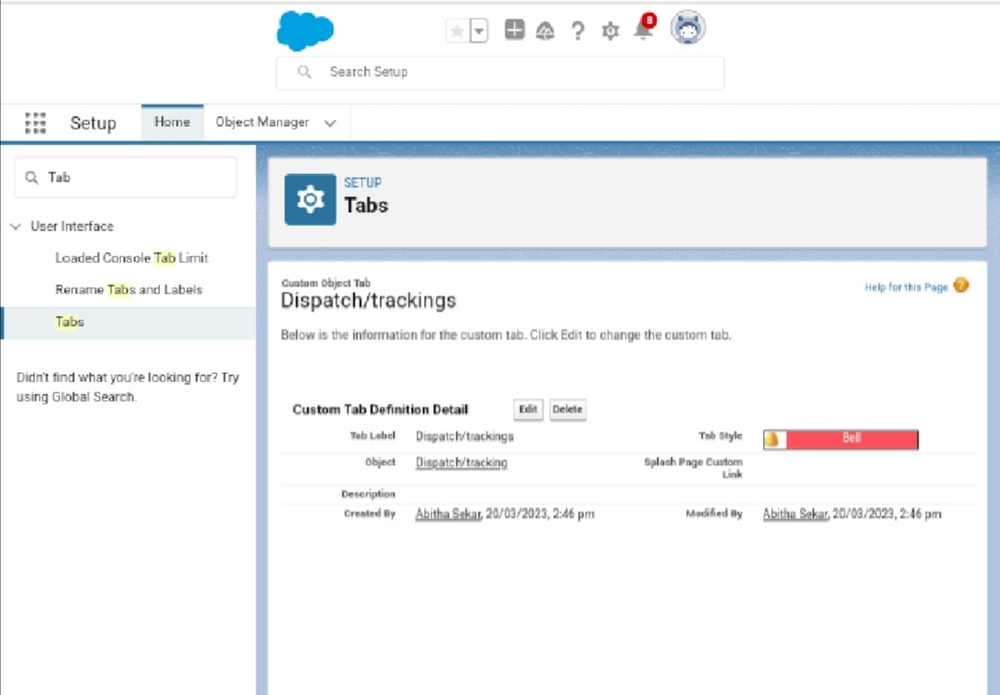 8
Search Setup
Setup Home Object Manager
Tab
User Interface
Loaded Console Tab Limit
Rename Tabs and Labels
Tabs
Didn't find what you're looking for? Try
using Global Search.
SETUP
Tabs
Custom Object Tab
Dispatch/trackings
Help for this Page
Below is the information for the custom tab. Click Edit to change the custom tab.
Custom Tab Definition Detail Edit Delete
Tab Label Dispatch/trackings Tab Style Bell
Object Dispatch/tracking Splash Page Custom
Link
Description
Created By Abitha Sekar, 20/03/2023, 2:46 pm Modified By Abitha Sekar, 20/03/2023, 2:46 pm